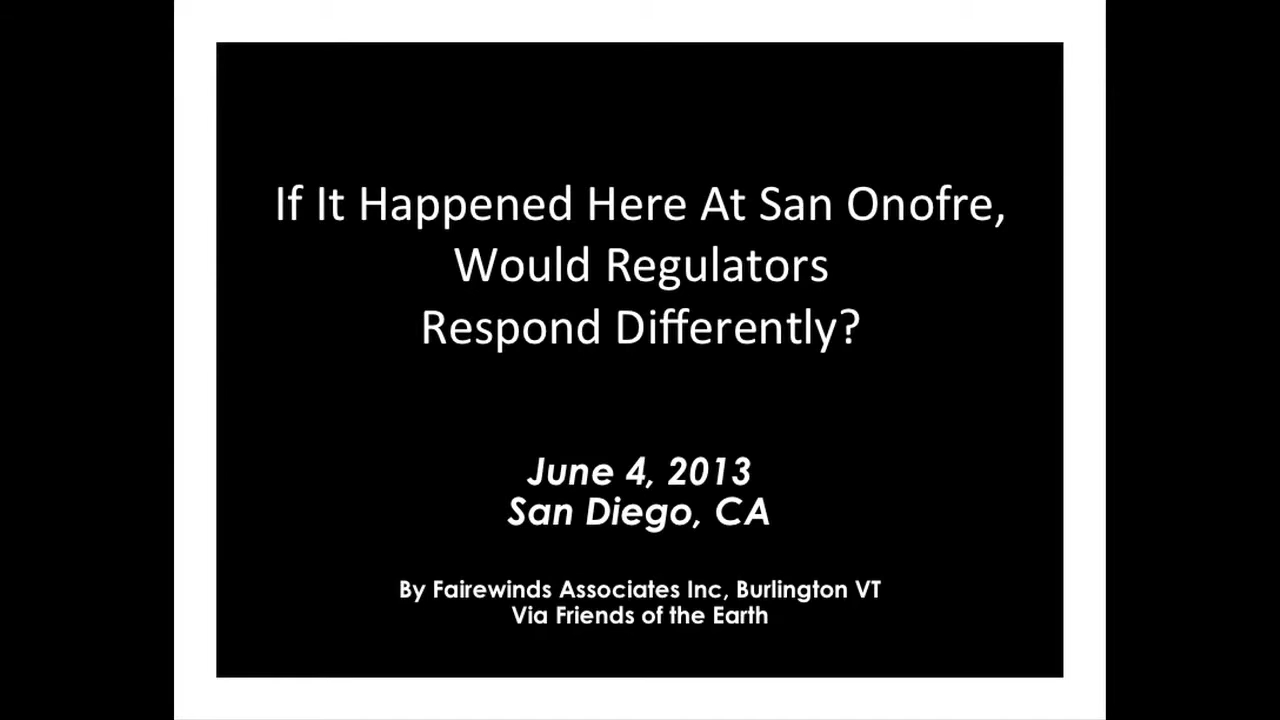 If It Happened Here At San Onofre,
Would Regulators
Respond Differently?
June 4, 2013
San Diego, CA
By Fairewinds Associates Inc, Burlington VT
Via Friends of the Earth